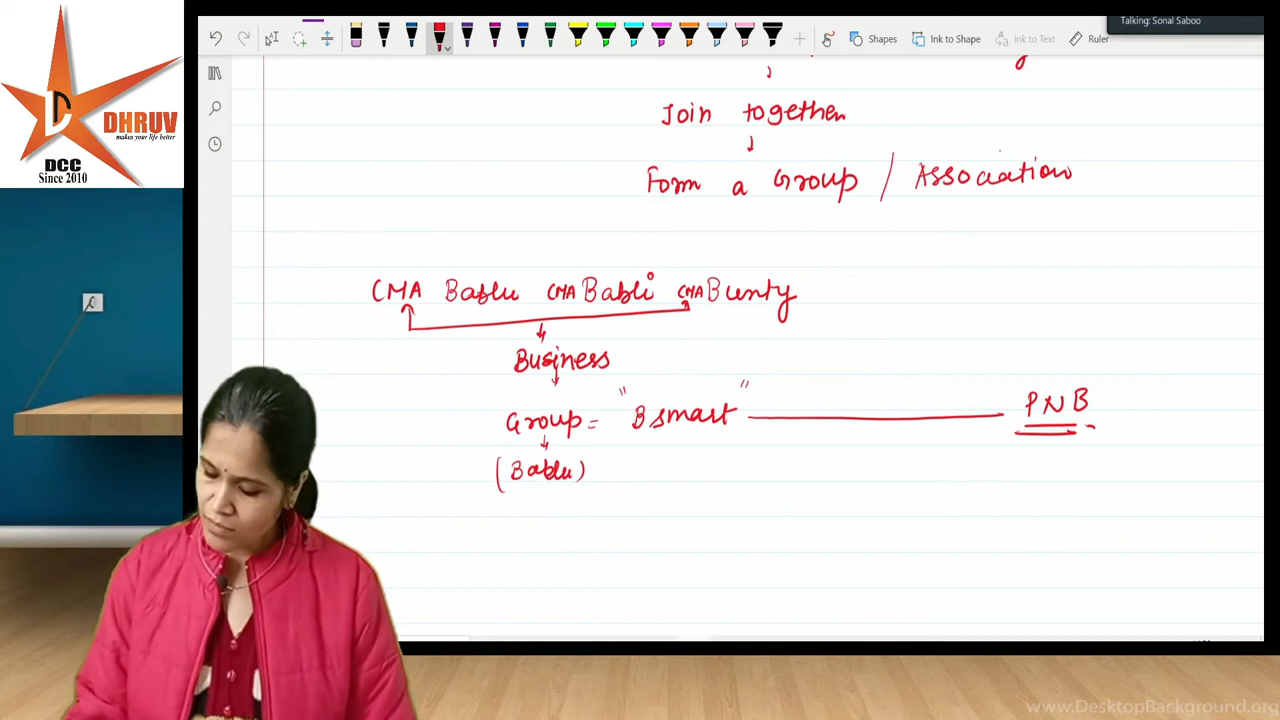 Talking: Sonal Saboo
Shapes Ink to Shape Ink to Text Ruler
DHRUV
makes your life better
DCC
Since 2010
Join together
Form a Group / Association
CMA Bablu CMA Babli CMA Bunty
Business
Group = "B smart" PNB
(Bablu)
www.DesktopBackground.org